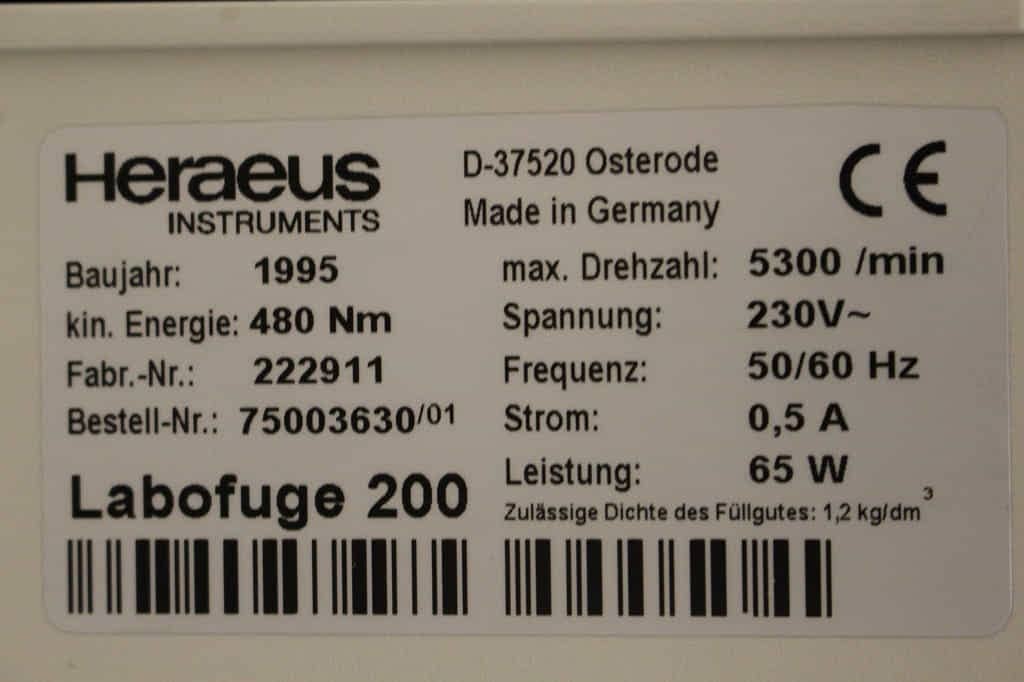 Heraeus
INSTRUMENTS
D-37520 Osterode
Made in Germany
CE
Baujahr: 1995
kin. Energie: 480 Nm
Fabr.-Nr.: 222911
Bestell-Nr.: 75003630/01
Labofuge 200
max. Drehzahl: 5300 /min
Spannung: 230V~
Frequenz: 50/60 Hz
Strom: 0,5 A
Leistung: 65 W
Zulässige Dichte des Füllgutes: 1,2 kg/dm³